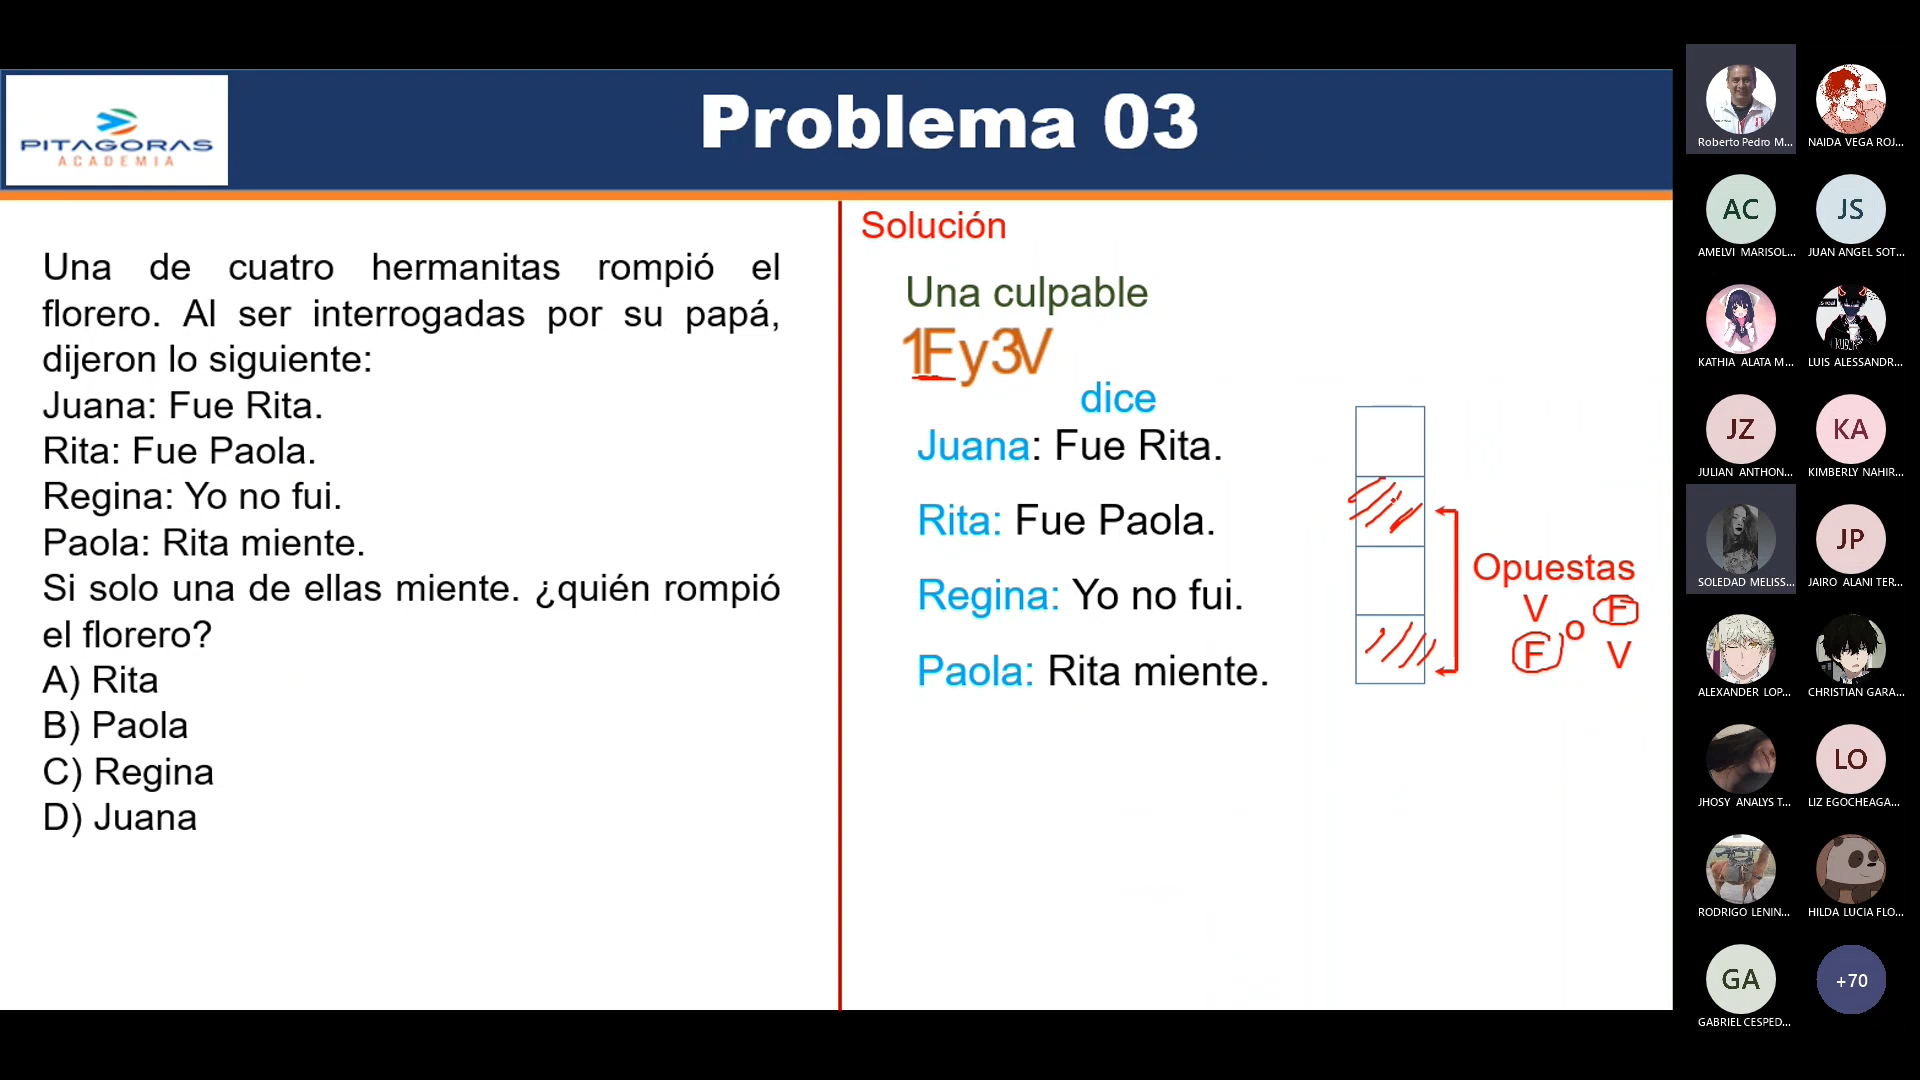 PITAGORAS
ACADEMIA
Problema 03
Una de cuatro hermanitas rompió el
florero. Al ser interrogadas por su papá,
dijeron lo siguiente:
Juana: Fue Rita.
Rita: Fue Paola.
Regina: Yo no fui.
Paola: Rita miente.
Si solo una de ellas miente. ¿quién rompió
el florero?
A) Rita
B) Paola
C) Regina
D) Juana
Solución
Una culpable
1Fy3V
dice
Juana: Fue Rita.
Rita: Fue Paola.
Regina: Yo no fui.
Paola: Rita miente.
Opuestas
V F
o
F V
Roberto Pedro M...
NAIDA VEGA ROJ...
AC
AMELVI MARISOL...
JS
JUAN ANGEL SOT...
KATHIA ALATA M...
LUIS ALESSANDR...
JZ
JULIAN ANTHON...
KA
KIMBERLY NAHIR...
SOLEDAD MELISS...
JP
JAIRO ALANI TER...
ALEXANDER LOP...
CHRISTIAN GARA...
JHOSY ANALYS T...
LO
LIZ EGOCHEAGA...
RODRIGO LENIN...
HILDA LUCIA FLO...
GA
GABRIEL CESPED...
+70